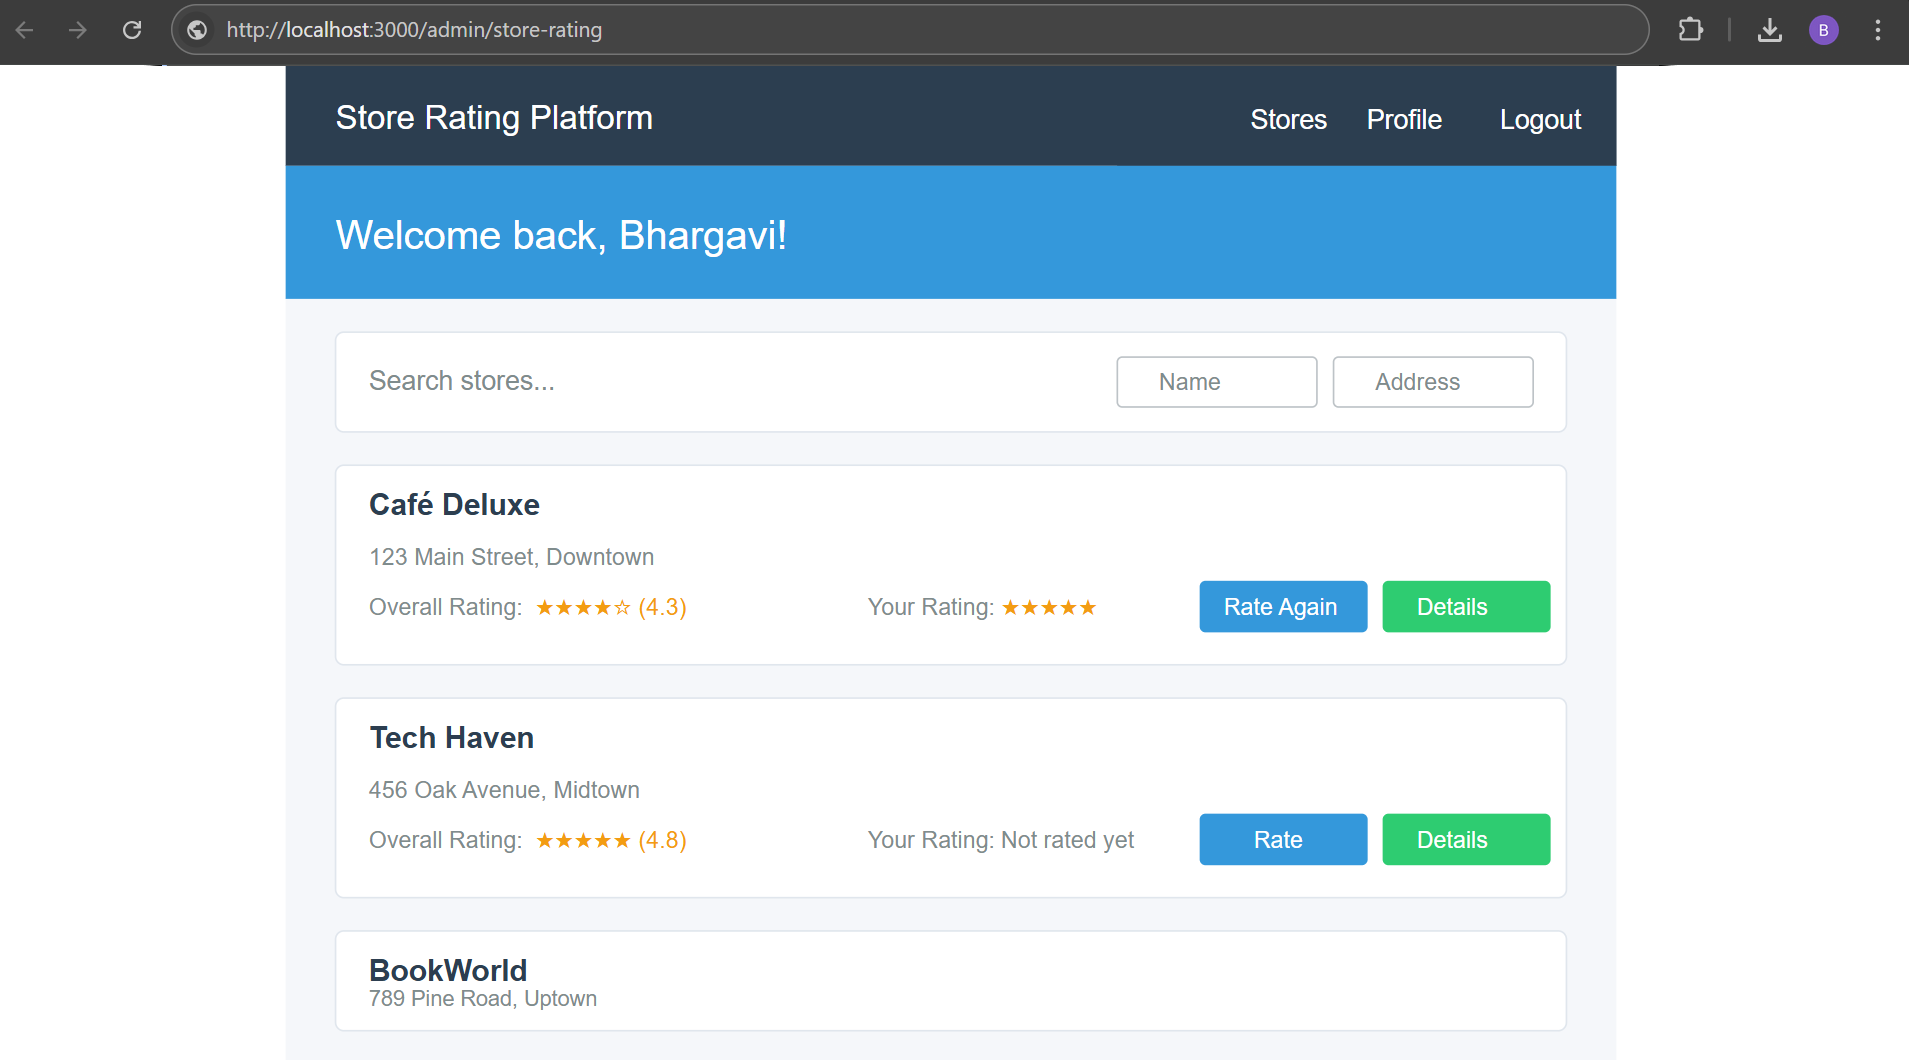 http://localhost:3000/admin/store-rating
B
Store Rating Platform
Stores Profile Logout
Welcome back, Bhargavi!
Search stores... Name Address
Café Deluxe
123 Main Street, Downtown
Overall Rating: ★★★★☆ (4.3) Your Rating: ★★★★★ Rate Again Details
Tech Haven
456 Oak Avenue, Midtown
Overall Rating: ★★★★★ (4.8) Your Rating: Not rated yet Rate Details
BookWorld
789 Pine Road, Uptown